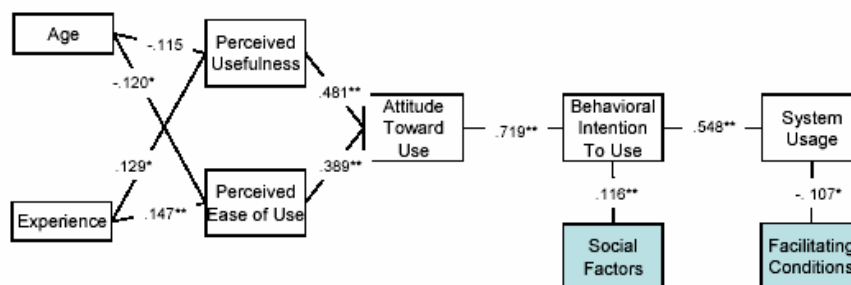 Age
-.115
Perceived
Usefulness
-.120*
.481**
Attitude
Toward
Use
.719**
Behavioral
Intention
To Use
.548**
System
Usage
.129*
.389**
Experience
.147**
Perceived
Ease of Use
.116**
-.107*
Social
Factors
Facilitating
Conditions